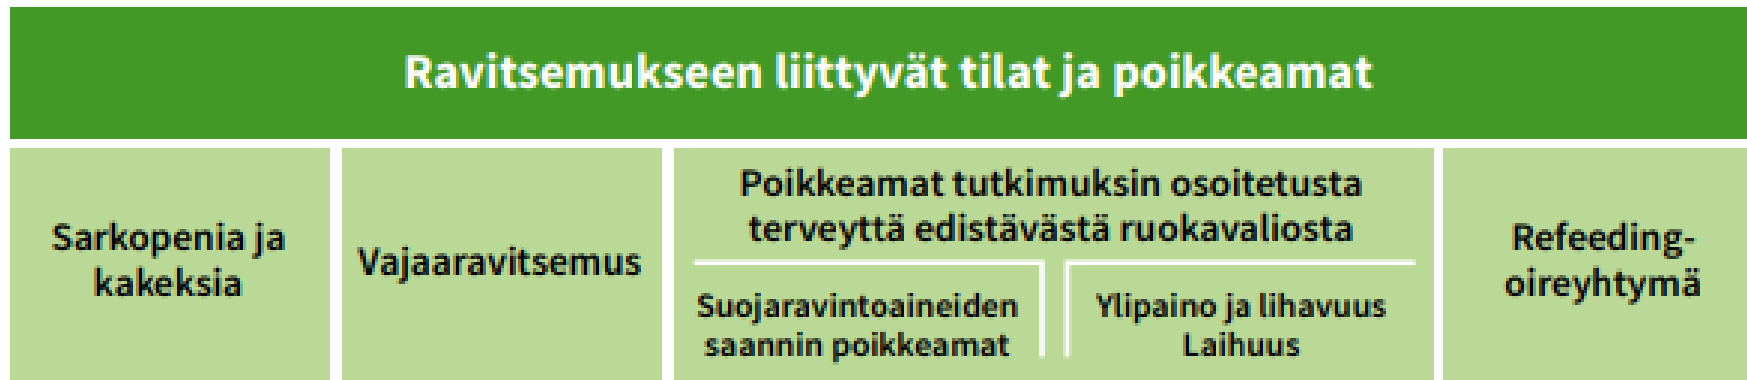 Ravitsemukseen liittyvät tilat ja poikkeamat
Sarkopenia ja
kakeksia
Vajaaravitsemus
Poikkeamat tutkimuksin osoitetusta
terveyttä edistävästä ruokavaliosta
Suojaravintoaineiden
saannin poikkeamat
Ylipaino ja lihavuus
Laihuus
Refeeding-
oireyhtymä